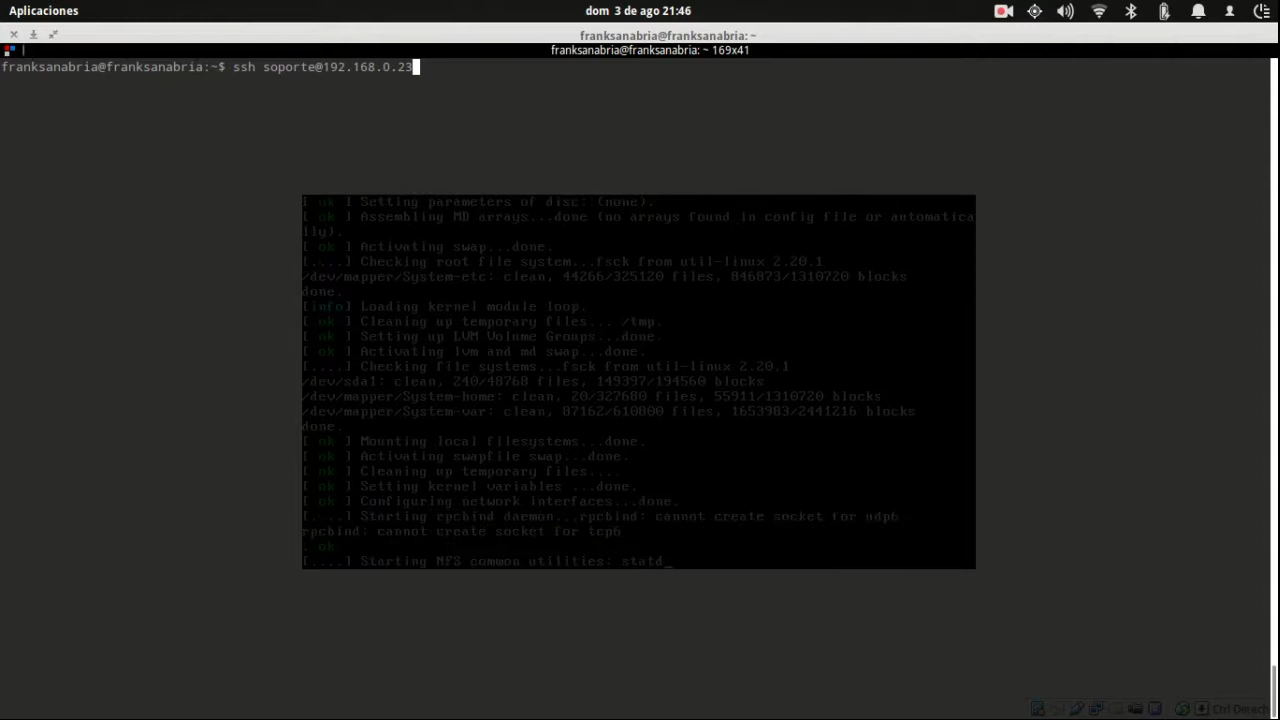 Aplicaciones
dom 3 de ago 21:46
franksanabria@franksanabria: ~
franksanabria@franksanabria: ~ 169x41
franksanabria@franksanabria:~$ ssh soporte@192.168.0.23
[ ok ] Setting parameters of disc: (none).
[ ok ] Assembling MD arrays...done (no arrays found in config file or automatica
lly).
[ ok ] Activating swap...done.
[....] Checking root file system...fsck from util-linux 2.20.1
/dev/mapper/System-etc: clean, 44266/325120 files, 846873/1310720 blocks
done.
[info] Loading kernel module loop.
[ ok ] Cleaning up temporary files... /tmp.
[ ok ] Setting up LVM Volume Groups...done.
[ ok ] Activating lvm and md swap...done.
[....] Checking file systems...fsck from util-linux 2.20.1
/dev/sda1: clean, 240/48768 files, 149397/194560 blocks
/dev/mapper/System-home: clean, 20/327680 files, 55911/1310720 blocks
/dev/mapper/System-var: clean, 87162/610800 files, 1653983/2441216 blocks
done.
[ ok ] Mounting local filesystems...done.
[ ok ] Activating swapfile swap...done.
[ ok ] Cleaning up temporary files....
[ ok ] Setting kernel variables ...done.
[ ok ] Configuring network interfaces...done.
[....] Starting rpcbind daemon...rpcbind: cannot create socket for udp6
rpcbind: cannot create socket for tcp6
. ok
[....] Starting NFS common utilities: statd_
Ctrl Derecho